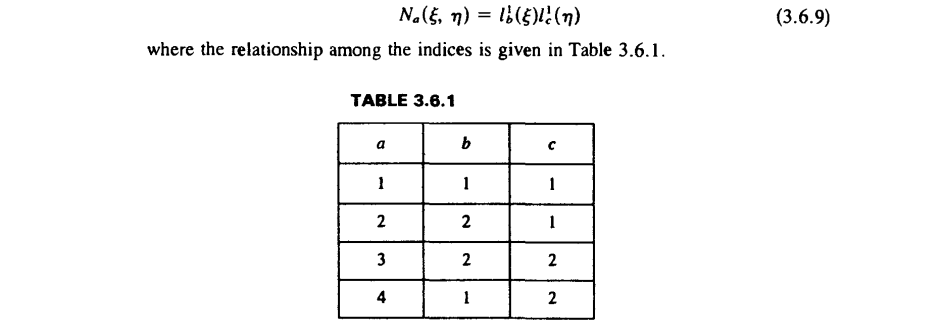 Nₐ(ξ, η) = l_b^1(ξ)l_c^1(η) (3.6.9)
where the relationship among the indices is given in Table 3.6.1.
TABLE 3.6.1
a b c
1 1 1
2 2 1
3 2 2
4 1 2